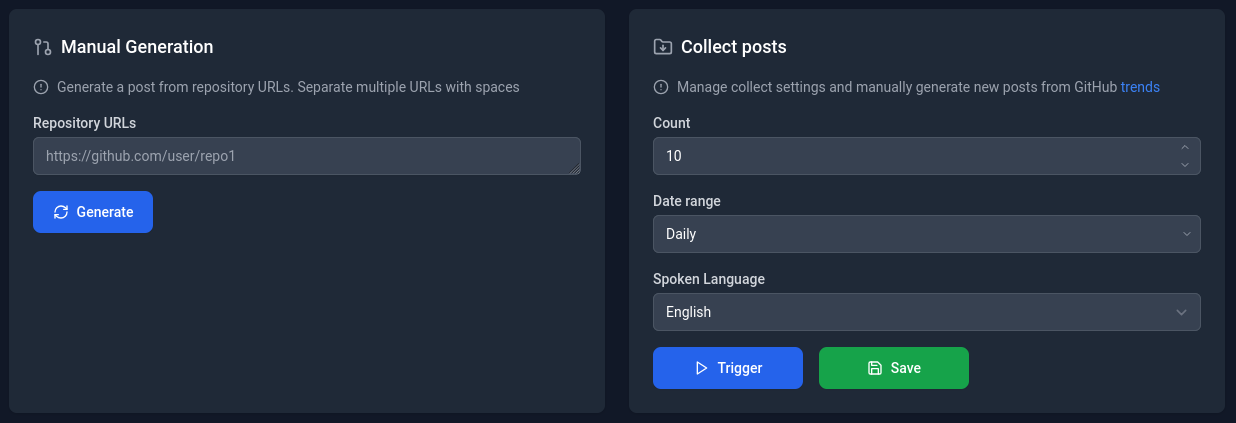 Manual Generation
Generate a post from repository URLs. Separate multiple URLs with spaces
Repository URLs
https://github.com/user/repo1
Generate
Collect posts
Manage collect settings and manually generate new posts from GitHub trends
Count
10
Date range
Daily
Spoken Language
English
Trigger
Save